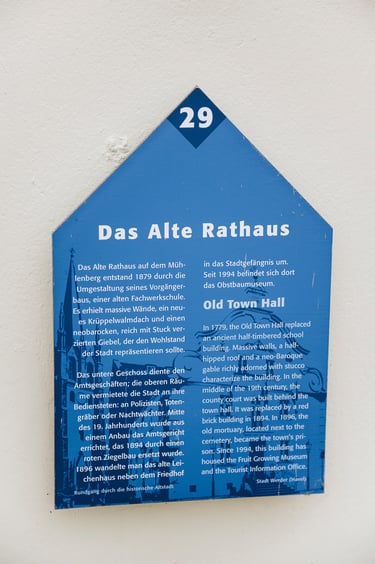 29
Das Alte Rathaus
Das Alte Rathaus auf dem Müh-
lenberg entstand 1879 durch die
Umgestaltung seines Vorgänger-
baus, einer alten Fachwerkschule.
Es erhielt massive Wände, ein neu-
es Krüppelwalmdach und einen
neobarocken, reich mit Stuck ver-
zierten Giebel, der den Wohlstand
der Stadt repräsentieren sollte.
Das untere Geschoss diente den
Amtsgeschäften; die oberen Räu-
me vermietete die Stadt an ihre
Bediensteten: an Polizisten, Toten-
gräber oder Nachtwächter. Mitte
des 19. Jahrhunderts wurde aus
einem Anbau das Amtsgericht
errichtet, das 1894 durch einen
roten Ziegelbau ersetzt wurde.
1896 wandelte man das alte Lei-
chenhaus neben dem Friedhof
in das Stadtgefängnis um.
Seit 1994 befindet sich dort
das Obstbaumuseum.
Old Town Hall
In 1779, the Old Town Hall replaced
an ancient half-timbered school
building. Massive walls, a half-
hipped roof and a neo-Baroque
gable richly adorned with stucco
characterize the building. In the
middle of the 19th century, the
county court was built behind the
town hall. It was replaced by a red
brick building in 1894. In 1896, the
old mortuary, located next to the
cemetery, became the town's pri-
son. Since 1994, this building has
housed the Fruit Growing Museum
and the Tourist Information Office.
Rundgang durch die historische Altstadt
Stadt Werder (Havel)